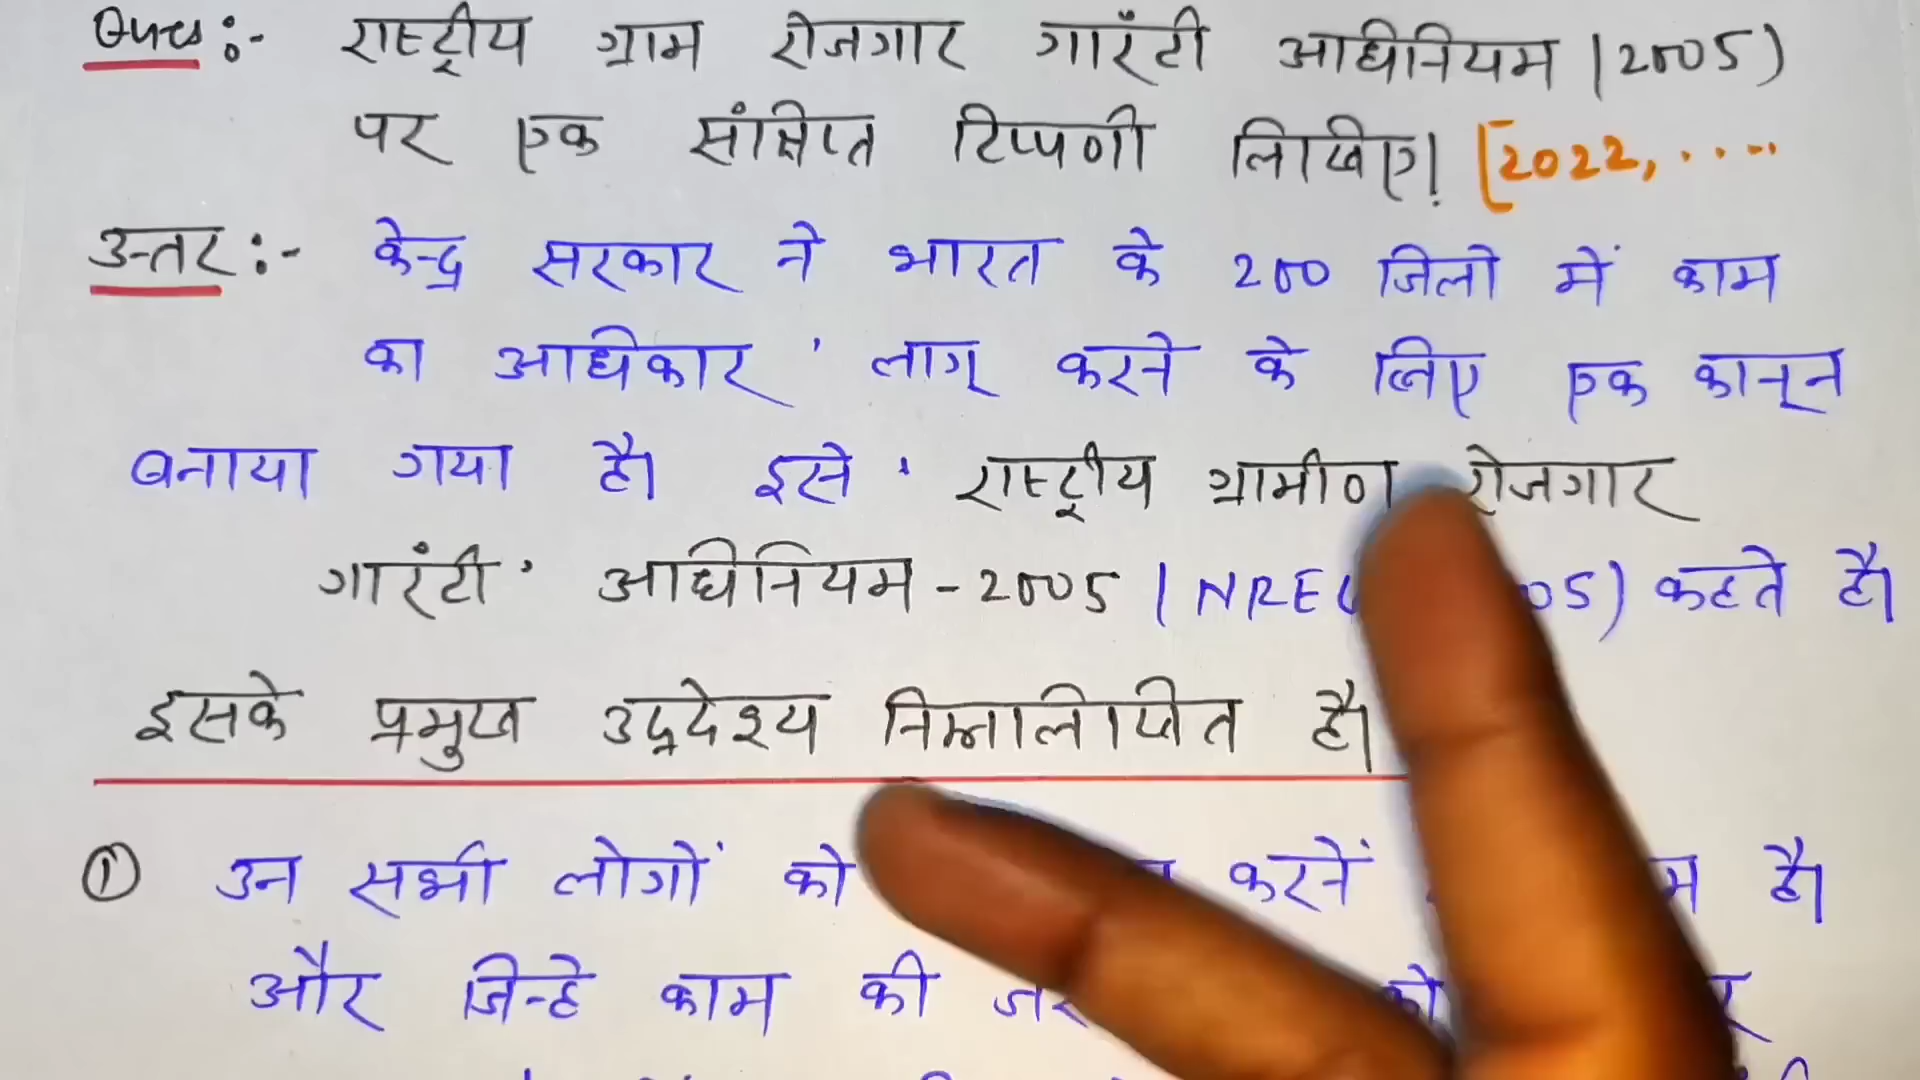 Ques:- राष्ट्रीय ग्राम रोजगार गारंटी अधिनियम (2005)
पर एक संक्षिप्त टिप्पणी लिखिए। [2022, ....
उत्तर:- केन्द्र सरकार ने भारत के 200 जिलो में काम
का अधिकार ' लागू करने के लिए एक कानून
बनाया गया है। इसे ' राष्ट्रीय ग्रामीण रोजगार
गारंटी ' अधिनियम - 2005 (NRE 05) कहते है।
इसके प्रमुख उद्देश्य निम्नलिखित है।
① उन सभी लोगों को करनें है।
और जिन्हे काम की को